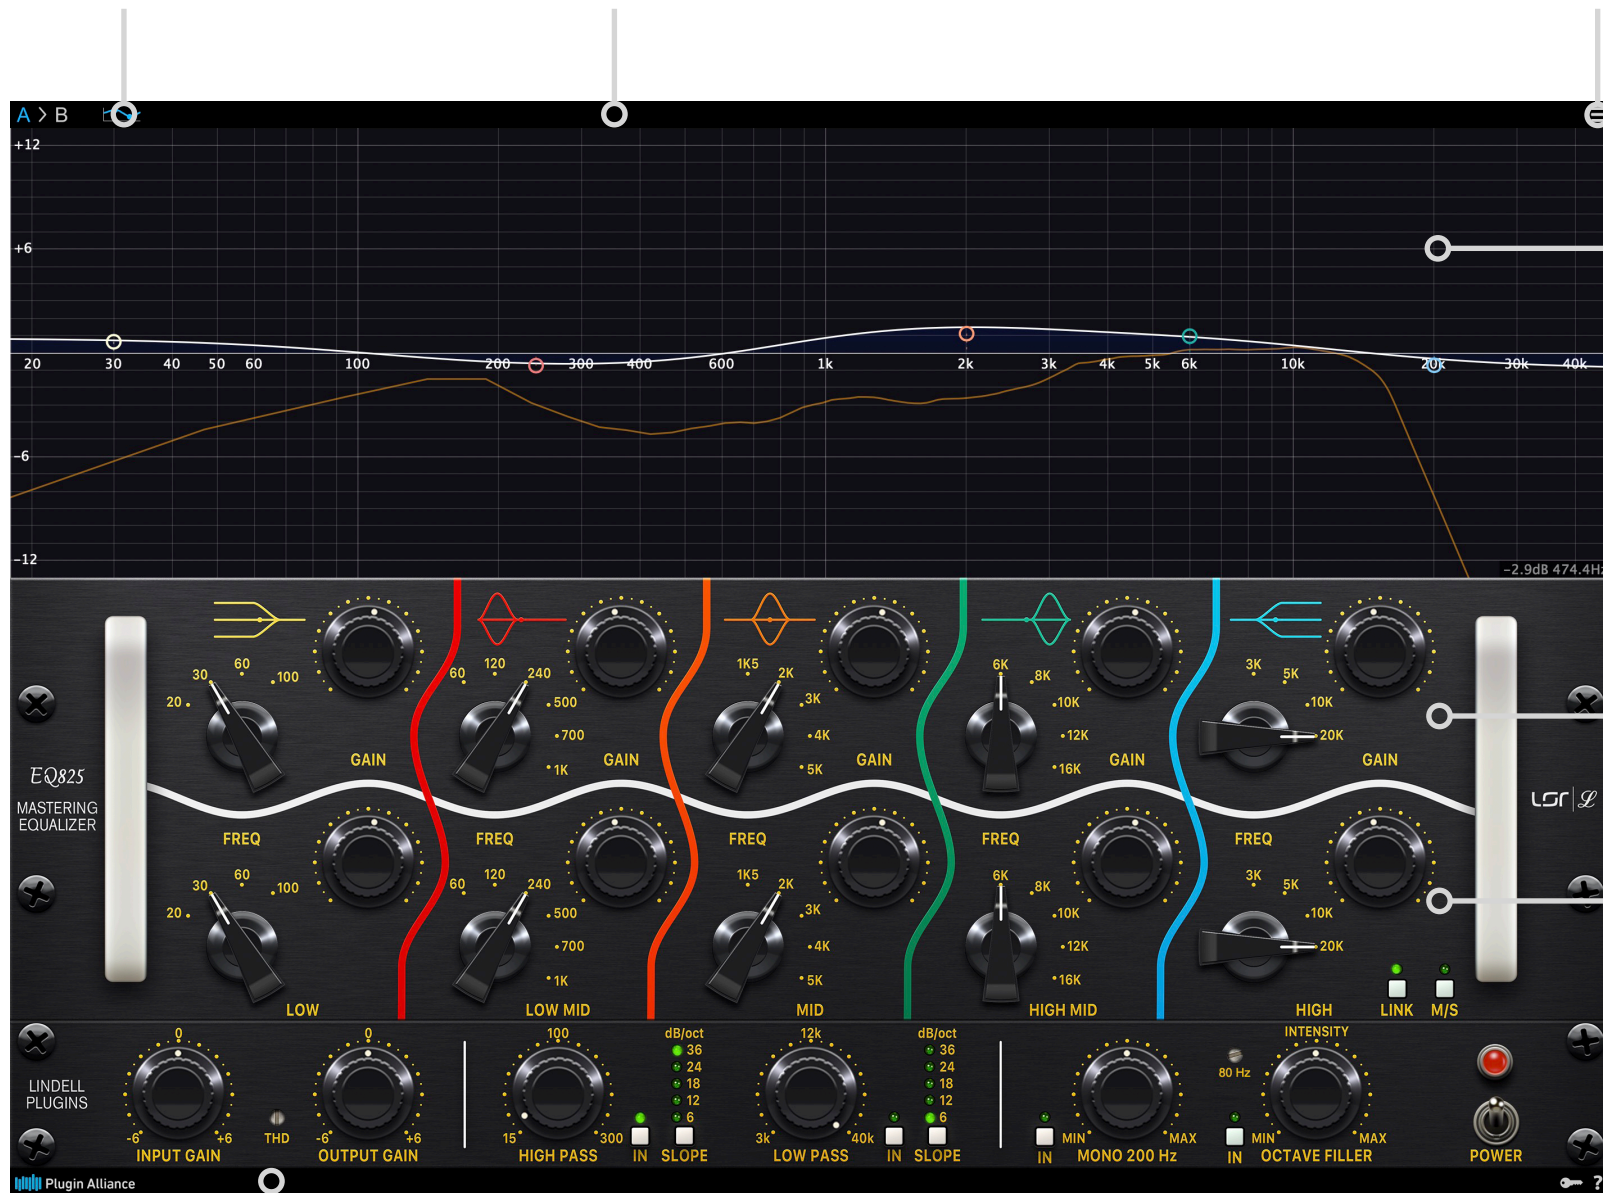 A > B
+12
+6
20 30 40 50 60 100 200 300 400 600 1k 2k 3k 4k 5k 6k 10k 20k 30k 40k
-6
-12
-2.9dB 474.4Hz
60 120 1K5 6K 3K
30 100 60 240 2K 8K 5K
20 500 3K 10K 10K
700 4K 12K 20K
1K 5K 16K
GAIN GAIN GAIN GAIN GAIN
EQ825
MASTERING
EQUALIZER
LSR
FREQ FREQ FREQ FREQ FREQ
60 120 1K5 6K 3K
30 100 60 240 2K 8K 5K
20 500 3K 10K 10K
700 4K 12K 20K
1K 5K 16K
LOW LOW MID MID HIGH MID HIGH LINK M/S
0 0 100 dB/oct 12k dB/oct INTENSITY
36 36
24 24
18 18
12 12
6 6
80 Hz
LINDELL
PLUGINS
THD
-6 +6 -6 +6 15 300 3k 40k MIN MAX MIN MAX
INPUT GAIN OUTPUT GAIN HIGH PASS IN SLOPE LOW PASS IN SLOPE IN MONO 200 Hz IN OCTAVE FILLER POWER
Plugin Alliance ?